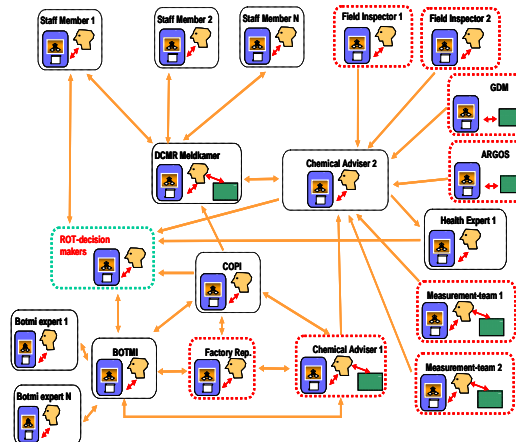 Staff Member 1
Staff Member 2
Staff Member N
Field Inspector 1
Field Inspector 2
GDM
DCMR Meldkamer
Chemical Adviser 2
ARGOS
Health Expert 1
ROT-decision
makers
COPI
Measurement-team 1
Botmi expert 1
BOTMI
Factory Rep.
Chemical Adviser 1
Measurement-team 2
Botmi expert N